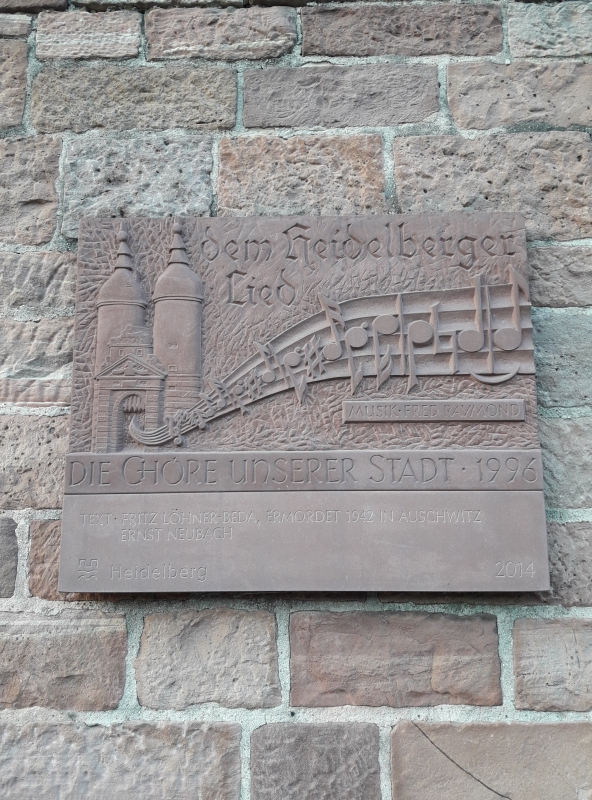 dem Heidelberger
Lied
MUSIK · FRED RAYMOND
DIE CHÖRE UNSERER STADT · 1996
TEXT · FRITZ LÖHNER-BEDA, ERMORDET 1942 IN AUSCHWITZ
ERNST NEUBACH
Heidelberg 2014